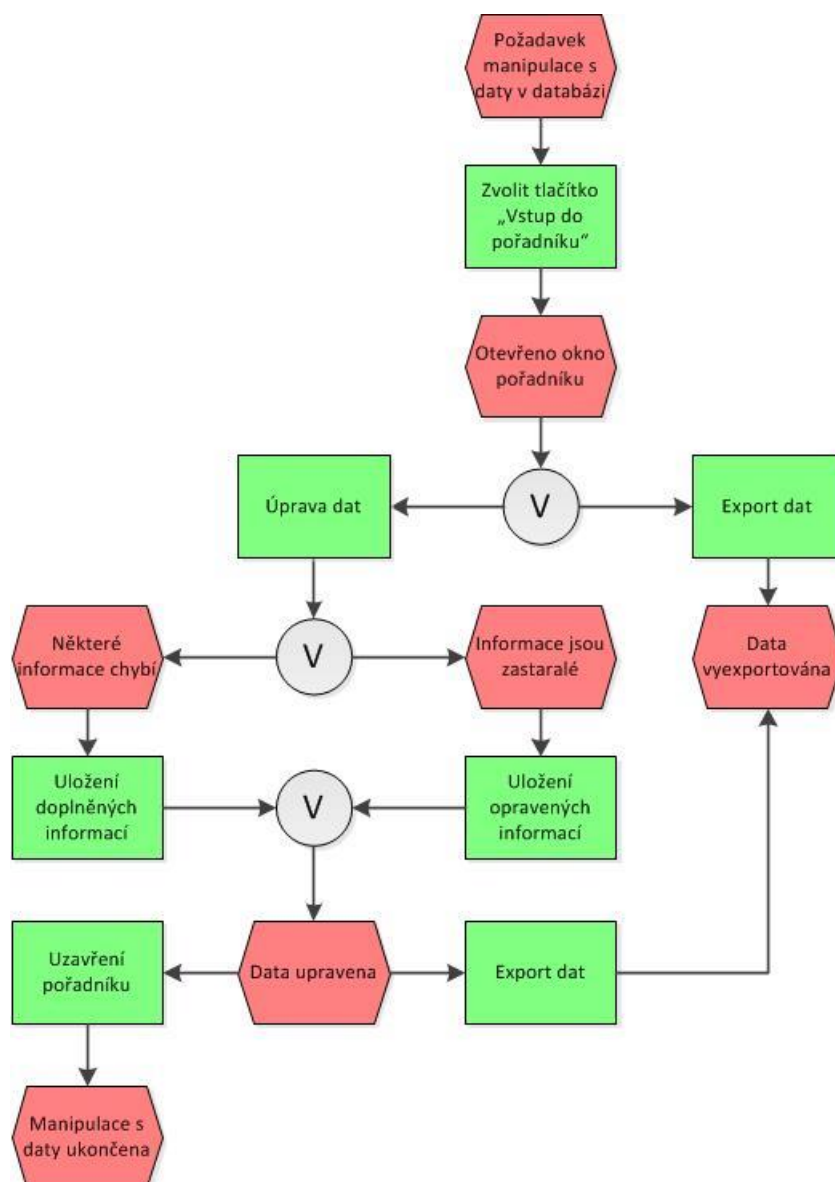 Požadavek
manipulace s
daty v databázi
Zvolit tlačítko
„Vstup do
pořadníku“
Otevřeno okno
pořadníku
Úprava dat
V
Export dat
Některé
informace chybí
V
Informace jsou
zastaralé
Data
vyexportována
Uložení
doplněných
informací
V
Uložení
opravených
informací
Uzavření
pořadníku
Data upravena
Export dat
Manipulace s
daty ukončena